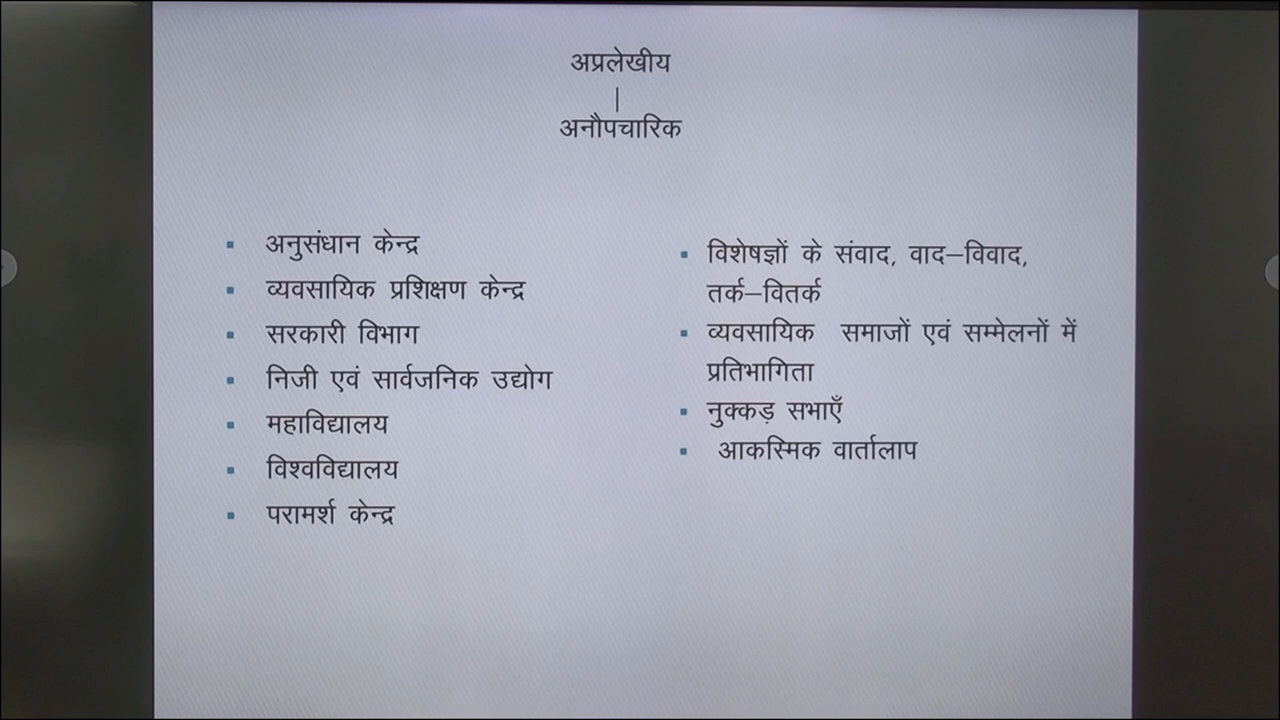 अप्रलेखीय
|
अनौपचारिक
▪ अनुसंधान केन्द्र
▪ व्यवसायिक प्रशिक्षण केन्द्र
▪ सरकारी विभाग
▪ निजी एवं सार्वजनिक उद्योग
▪ महाविद्यालय
▪ विश्वविद्यालय
▪ परामर्श केन्द्र
▪ विशेषज्ञों के संवाद, वाद–विवाद,
तर्क–वितर्क
▪ व्यवसायिक समाजों एवं सम्मेलनों में
प्रतिभागिता
▪ नुक्कड़ सभाएँ
▪ आकस्मिक वार्तालाप